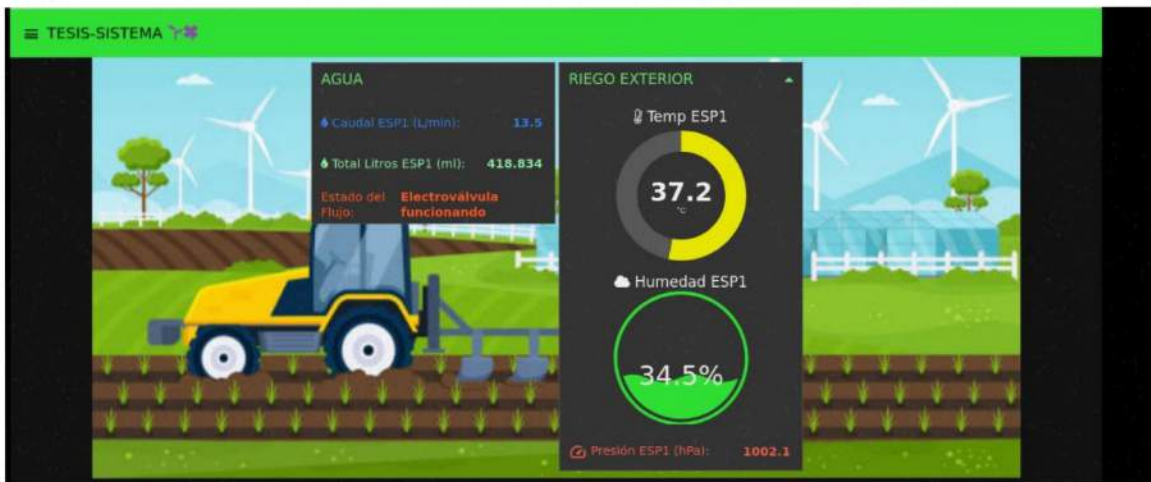 TESIS-SISTEMA
AGUA
Caudal ESP1 (L/min): 13.5
Total Litros ESP1 (ml): 418.834
Estado del Flujo: Electroválvula funcionando
RIEGO EXTERIOR
Temp ESP1
37.2
°C
Humedad ESP1
34.5%
Presión ESP1 (hPa): 1002.1